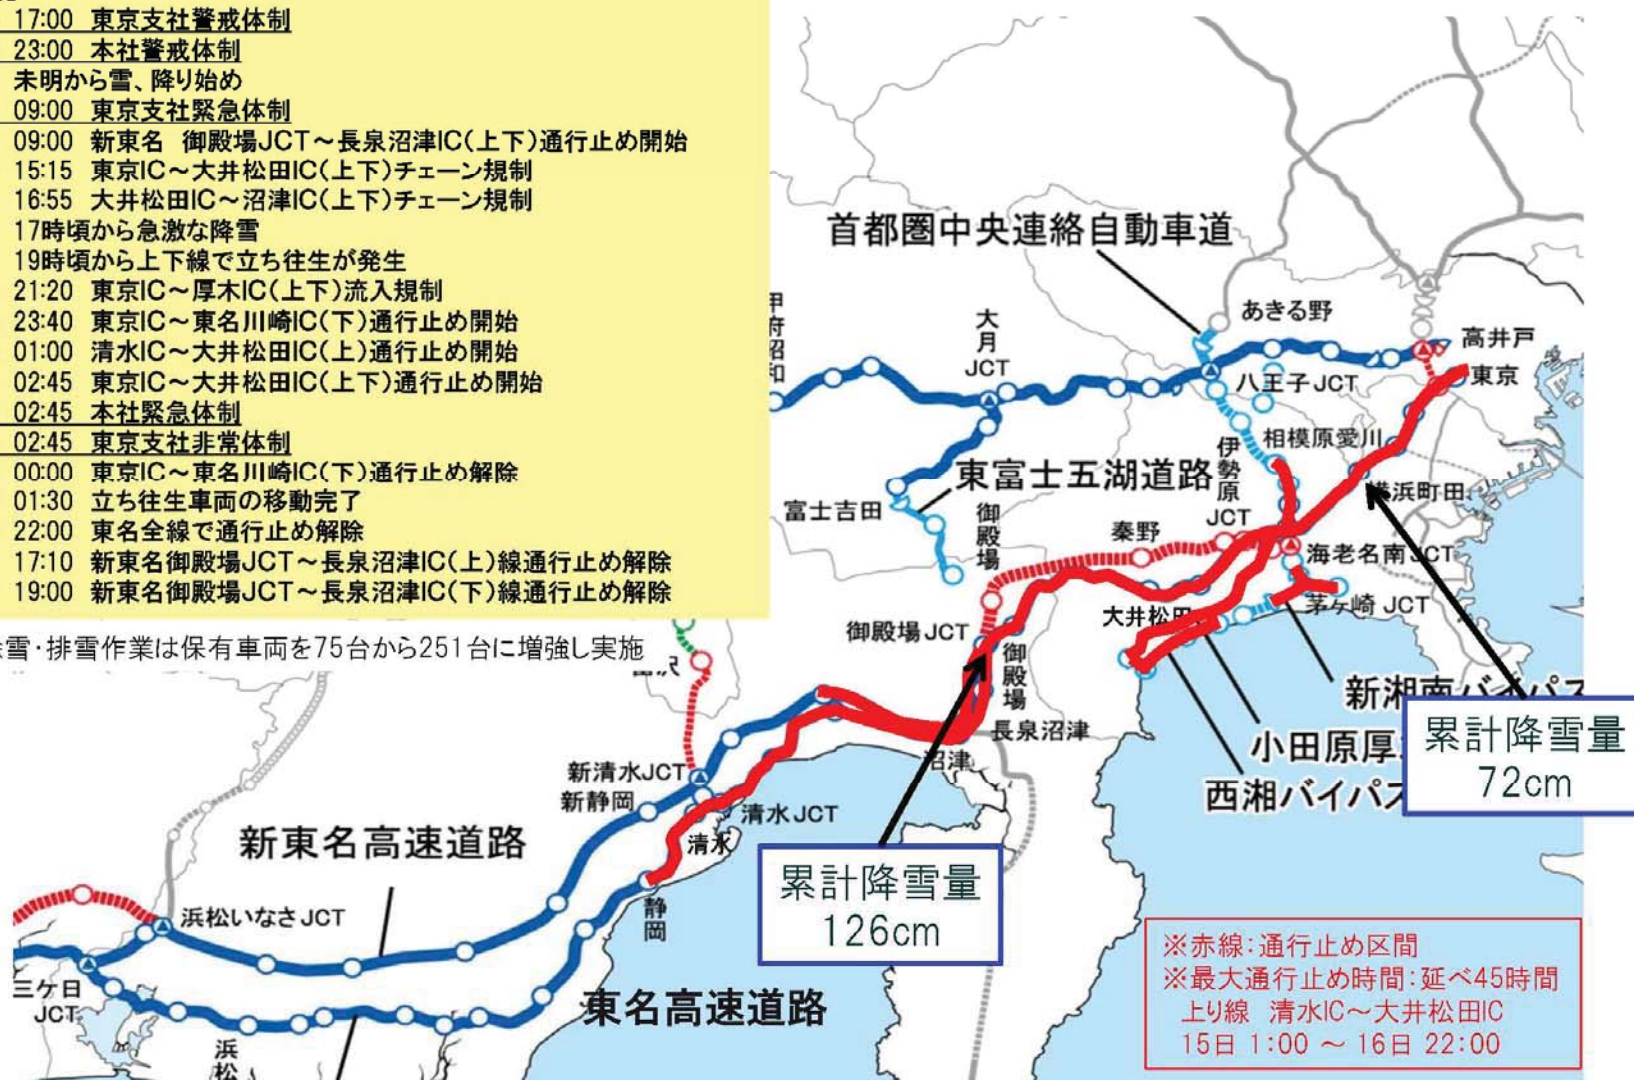 17:00 東京支社警戒体制
23:00 本社警戒体制
未明から雪、降り始め
09:00 東京支社緊急体制
09:00 新東名 御殿場JCT～長泉沼津IC(上下)通行止め開始
15:15 東京IC～大井松田IC(上下)チェーン規制
16:55 大井松田IC～沼津IC(上下)チェーン規制
17時頃から急激な降雪
19時頃から上下線で立ち往生が発生
21:20 東京IC～厚木IC(上下)流入規制
23:40 東京IC～東名川崎IC(下)通行止め開始
01:00 清水IC～大井松田IC(上)通行止め開始
02:45 東京IC～大井松田IC(上下)通行止め開始
02:45 本社緊急体制
02:45 東京支社非常体制
00:00 東京IC～東名川崎IC(下)通行止め解除
01:30 立ち往生車両の移動完了
22:00 東名全線で通行止め解除
17:10 新東名御殿場JCT～長泉沼津IC(上)線通行止め解除
19:00 新東名御殿場JCT～長泉沼津IC(下)線通行止め解除
雪・排雪作業は保有車両を75台から251台に増強し実施
首都圏中央連絡自動車道
あきる野
高井戸
東京
甲府昭和
大月
JCT
八王子JCT
相模原愛川
伊勢原
JCT
東富士五湖道路
富士吉田
御殿場
秦野
横浜町田
海老名南JCT
茅ヶ崎 JCT
大井松田
御殿場JCT
御殿場
長泉沼津
沼津
新湘南バイパス
小田原厚
西湘バイパス
累計降雪量
72cm
新清水JCT
新静岡
清水JCT
清水
新東名高速道路
累計降雪量
126cm
浜松いなさJCT
静岡
三ケ日
JCT
浜松
東名高速道路
※赤線:通行止め区間
※最大通行止め時間:延べ45時間
上り線 清水IC～大井松田IC
15日 1:00 ～ 16日 22:00